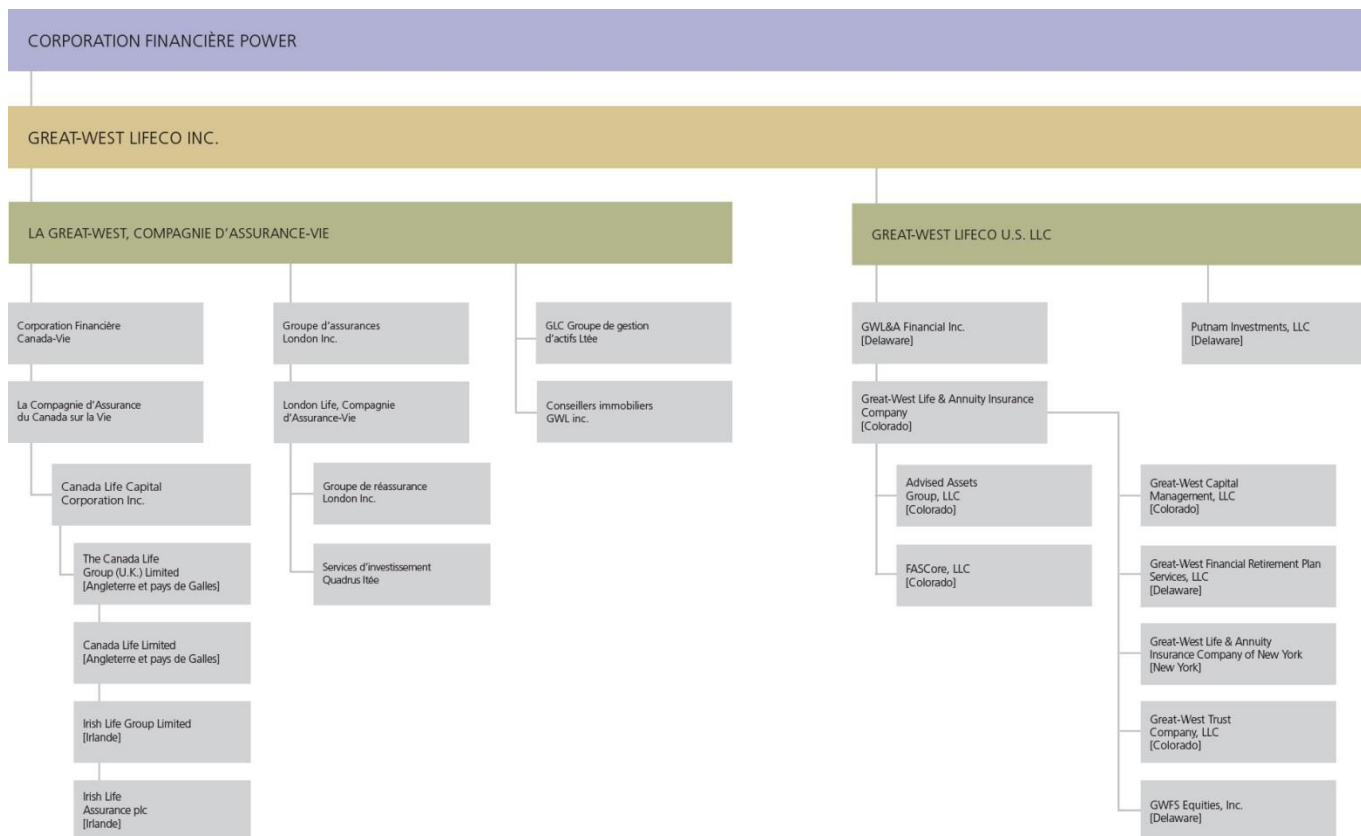 CORPORATION FINANCIÈRE POWER
GREAT-WEST LIFECO INC.
LA GREAT-WEST, COMPAGNIE D’ASSURANCE-VIE
GREAT-WEST LIFECO U.S. LLC
Corporation Financière
Canada-Vie
La Compagnie d’Assurance
du Canada sur la Vie
Canada Life Capital
Corporation Inc.
The Canada Life
Group (U.K.) Limited
[Angleterre et pays de Galles]
Canada Life Limited
[Angleterre et pays de Galles]
Irish Life Group Limited
[Irlande]
Irish Life
Assurance plc
[Irlande]
Groupe d’assurances
London Inc.
London Life, Compagnie
d’Assurance-Vie
Groupe de réassurance
London Inc.
Services d’investissement
Quadrus ltée
GLC Groupe de gestion
d’actifs Ltée
Conseillers immobiliers
GWL inc.
GWL&A Financial Inc.
[Delaware]
Great-West Life & Annuity Insurance
Company
[Colorado]
Advised Assets
Group, LLC
[Colorado]
FASCore, LLC
[Colorado]
Putnam Investments, LLC
[Delaware]
Great-West Capital
Management, LLC
[Colorado]
Great-West Financial Retirement Plan
Services, LLC
[Delaware]
Great-West Life & Annuity
Insurance Company of New York
[New York]
Great-West Trust
Company, LLC
[Colorado]
GWFS Equities, Inc.
[Delaware]